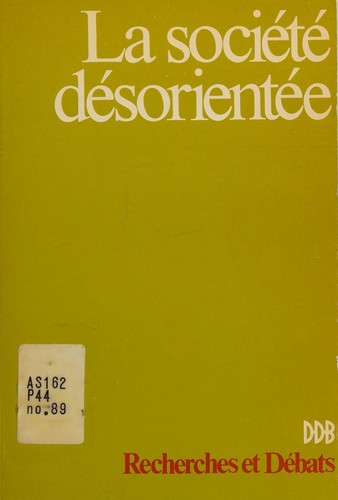 La société
désorientée
AS162
P44
no.89
DDB
Recherches et Débats